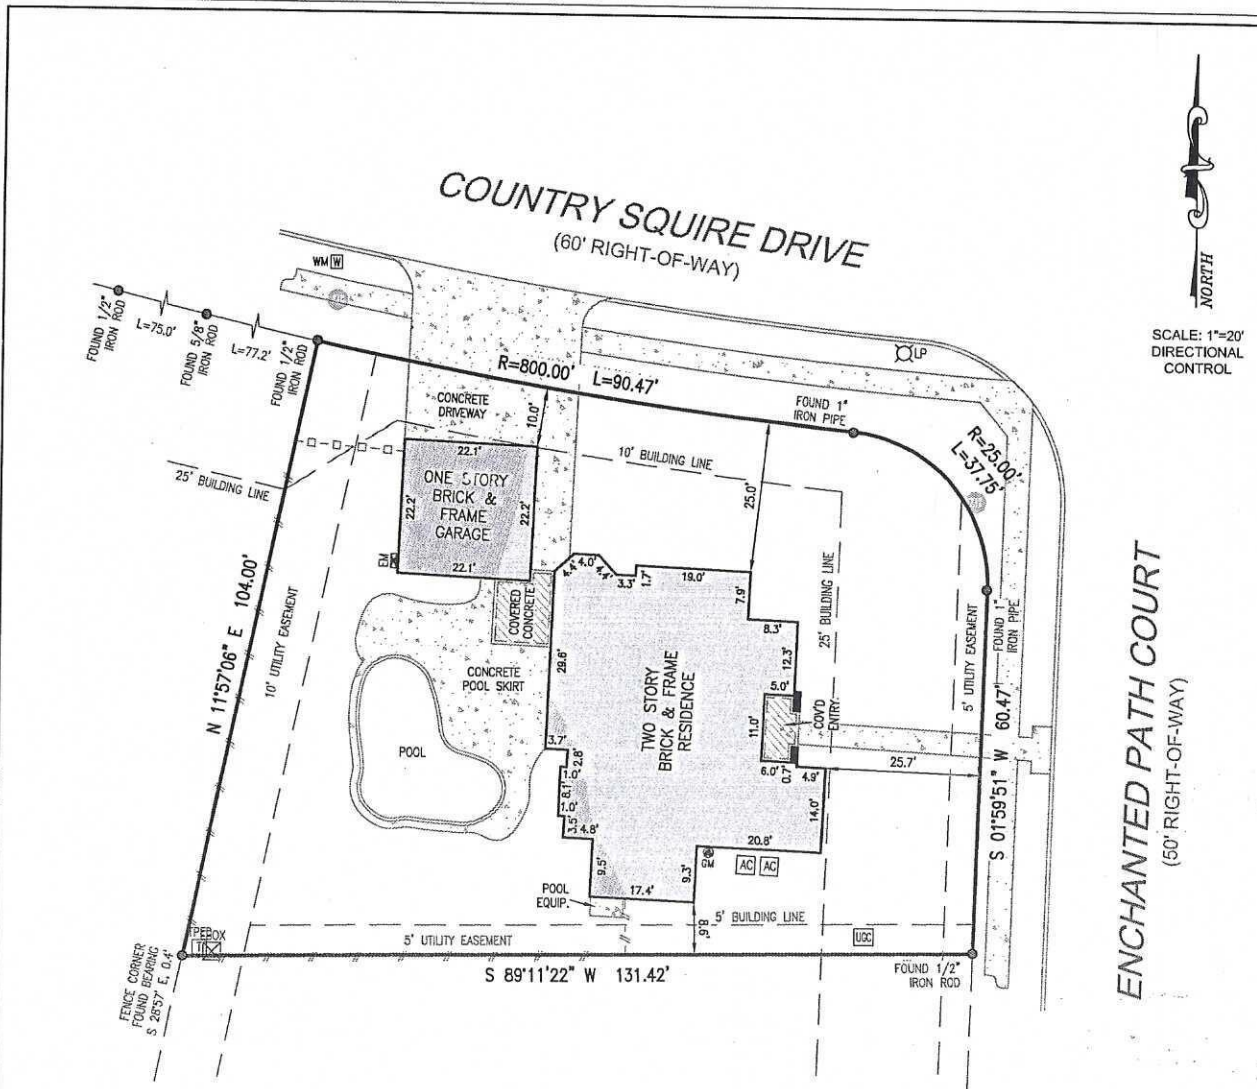 COUNTRY SQUIRE DRIVE
(60' RIGHT-OF-WAY)
NORTH
SCALE: 1"=20'
DIRECTIONAL
CONTROL
WM W
LP
FOUND 1/2"
IRON ROD
L=75.0'
FOUND 5/8"
IRON ROD
L=77.2'
FOUND 1/2"
IRON ROD
R=800.00' L=90.47'
FOUND 1"
IRON PIPE
R=25.00'
L=37.75'
CONCRETE
DRIVEWAY
10.0'
10' BUILDING LINE
25' BUILDING LINE
25.0'
22.1'
ONE STORY
BRICK &
FRAME
GARAGE
22.2'
22.2'
22.1'
EM
COVERED
CONCRETE
4.4'
4.0'
4.4'
3.3'
1.7'
19.0'
7.9'
8.3'
12.3'
5.0'
11.0'
COV'D
ENTRY
6.0'
0.7'
4.9'
25.7'
14.0'
20.8'
9.3'
17.4'
9.5'
4.8'
3.5'
1.0'
8.1'
1.0'
2.8'
3.7'
29.6'
TWO STORY
BRICK & FRAME
RESIDENCE
25' BUILDING LINE
5' UTILITY EASEMENT
FOUND 1"
IRON PIPE
S 01°59'51" W 60.47'
ENCHANTED PATH COURT
(50' RIGHT-OF-WAY)
N 11°57'06" E 104.00'
10' UTILITY EASEMENT
CONCRETE
POOL SKIRT
POOL
GM
AC AC
POOL
EQUIP.
8.6'
5' BUILDING LINE
5' UTILITY EASEMENT
UGC
FOUND 1/2"
IRON ROD
S 89°11'22" W 131.42'
FENCE CORNER
FOUND BEARING
S 26°57' E, 0.4'